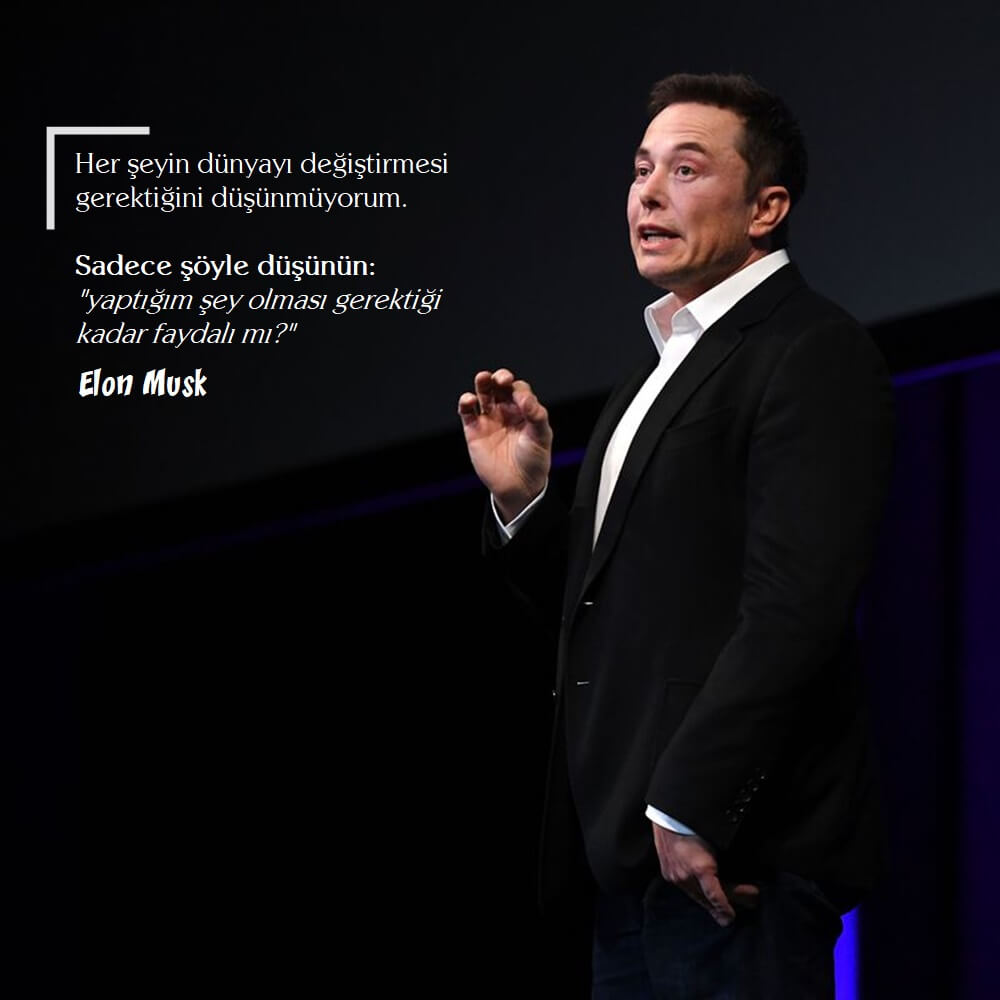 Her şeyin dünyayı değiştirmesi
gerektiğini düşünmüyorum.
Sadece şöyle düşünün:
"yaptığım şey olması gerektiği
kadar faydalı mı?"
Elon Musk